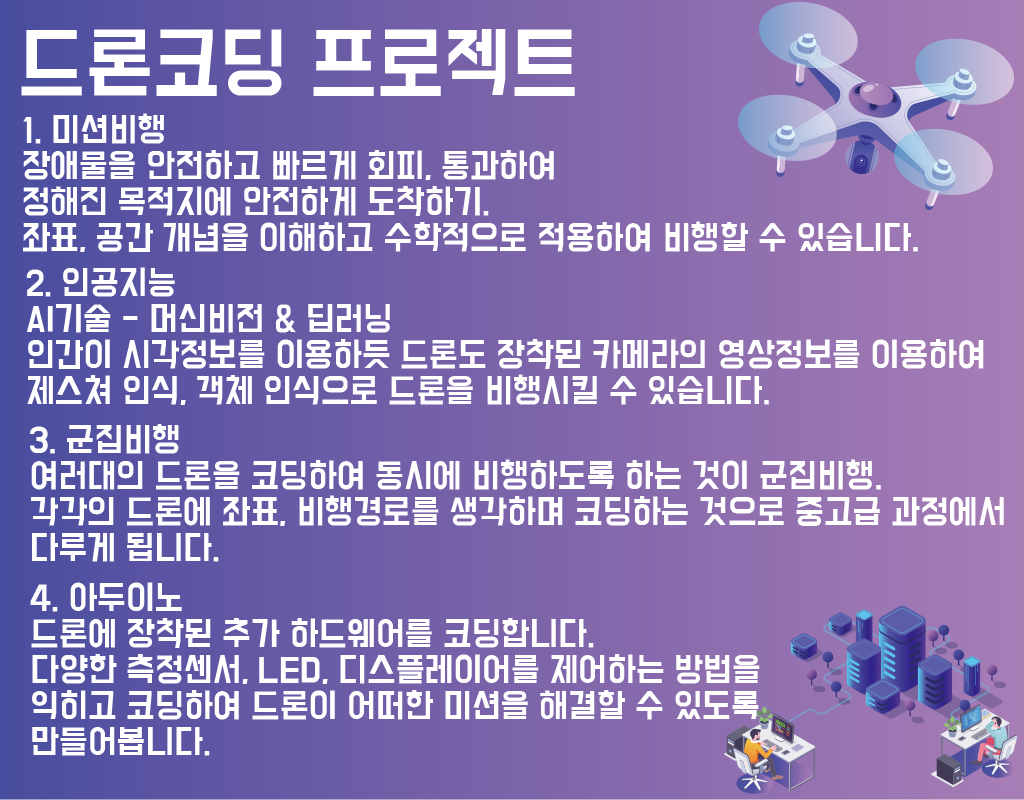 드론코딩 프로젝트
1. 미션비행
장애물을 안전하고 빠르게 회피, 통과하여
정해진 목적지에 안전하게 도착하기.
좌표, 공간 개념을 이해하고 수학적으로 적용하여 비행할 수 있습니다.
2. 인공지능
AI기술 - 머신비전 & 딥러닝
인간이 시각정보를 이용하듯 드론도 장착된 카메라의 영상정보를 이용하여
제스쳐 인식, 객체 인식으로 드론을 비행시킬 수 있습니다.
3. 군집비행
여러대의 드론을 코딩하여 동시에 비행하도록 하는 것이 군집비행.
각각의 드론에 좌표, 비행경로를 생각하며 코딩하는 것으로 중고급 과정에서
다루게 됩니다.
4. 아두이노
드론에 장착된 추가 하드웨어를 코딩합니다.
다양한 측정센서, LED, 디스플레이어를 제어하는 방법을
익히고 코딩하여 드론이 어떠한 미션을 해결할 수 있도록
만들어봅니다.